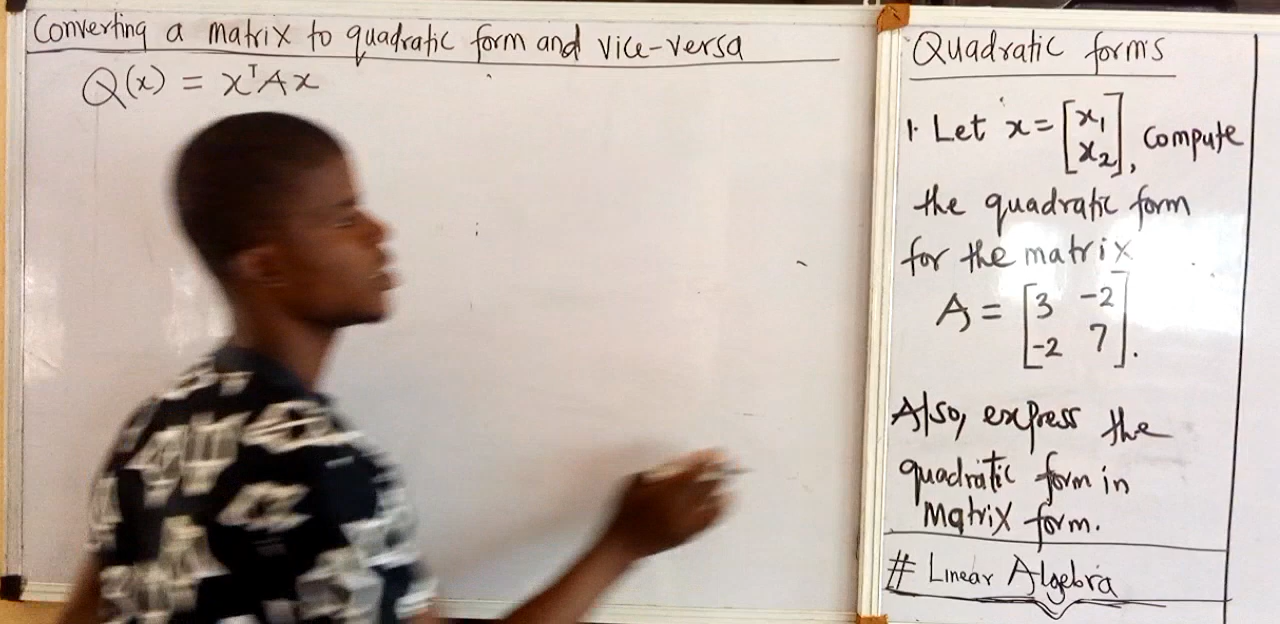 Converting a matrix to quadratic form and vice-versa
Q(x) = xᵀAx
Quadratic forms
1. Let x = [x₁
x₂], compute
the quadratic form
for the matrix
A = [3 -2
-2 7].
Also, express the
quadratic form in
Matrix form.
# Linear Algebra